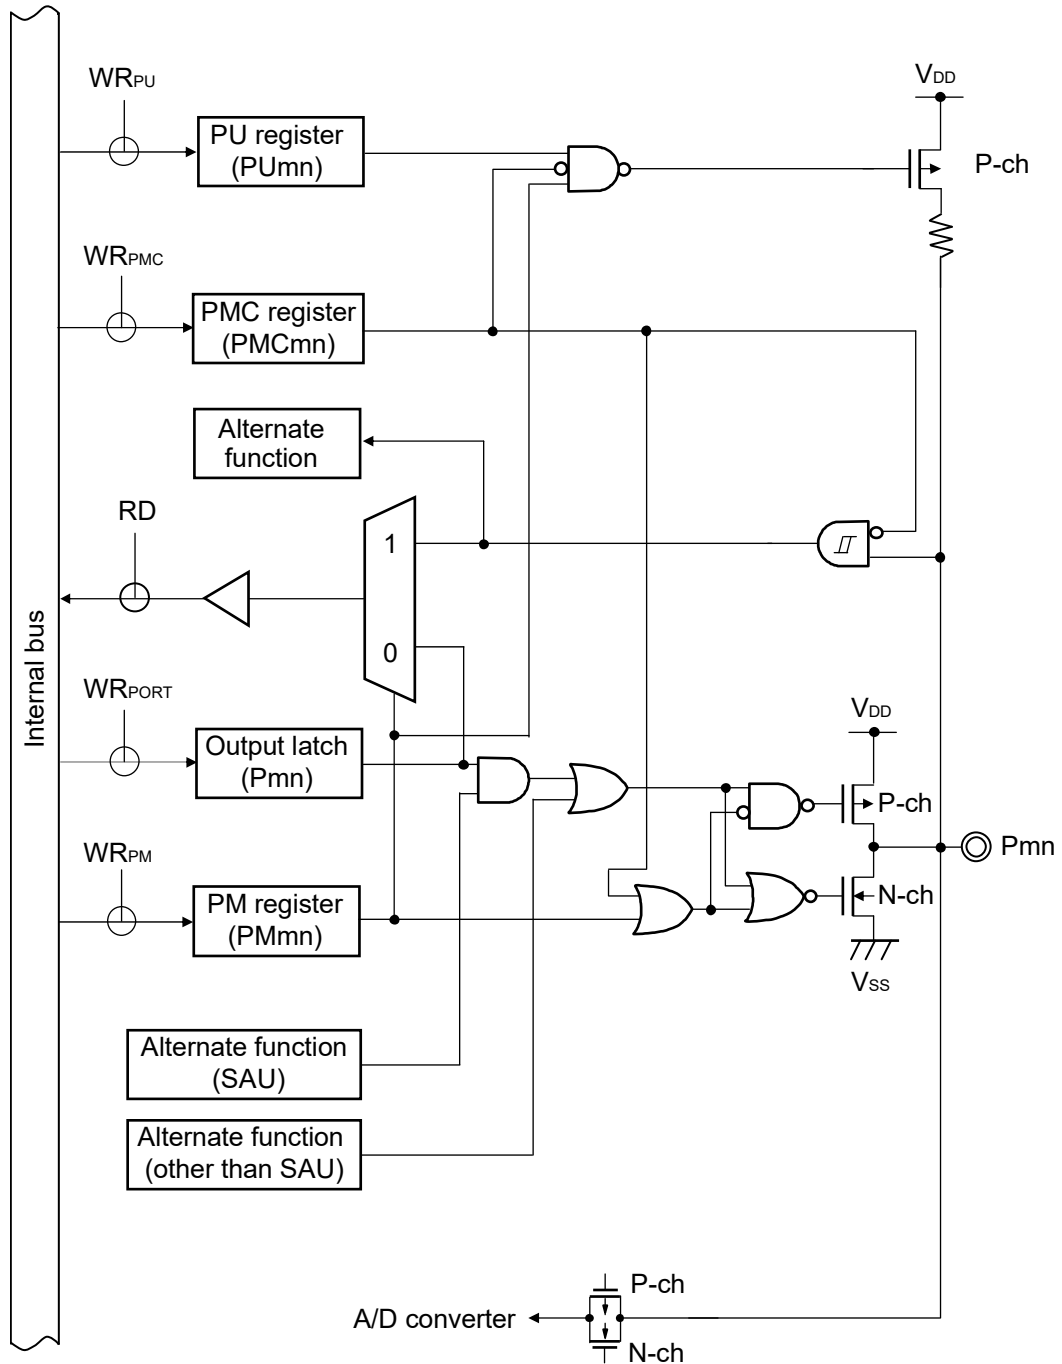 WRPU
VDD
PU register
(PUmn)
P-ch
WRPMC
PMC register
(PMCmn)
Alternate
function
RD
1
0
Internal bus
WRPORT
VDD
Output latch
(Pmn)
P-ch
Pmn
WRPM
PM register
(PMmn)
N-ch
VSS
Alternate function
(SAU)
Alternate function
(other than SAU)
P-ch
A/D converter
N-ch